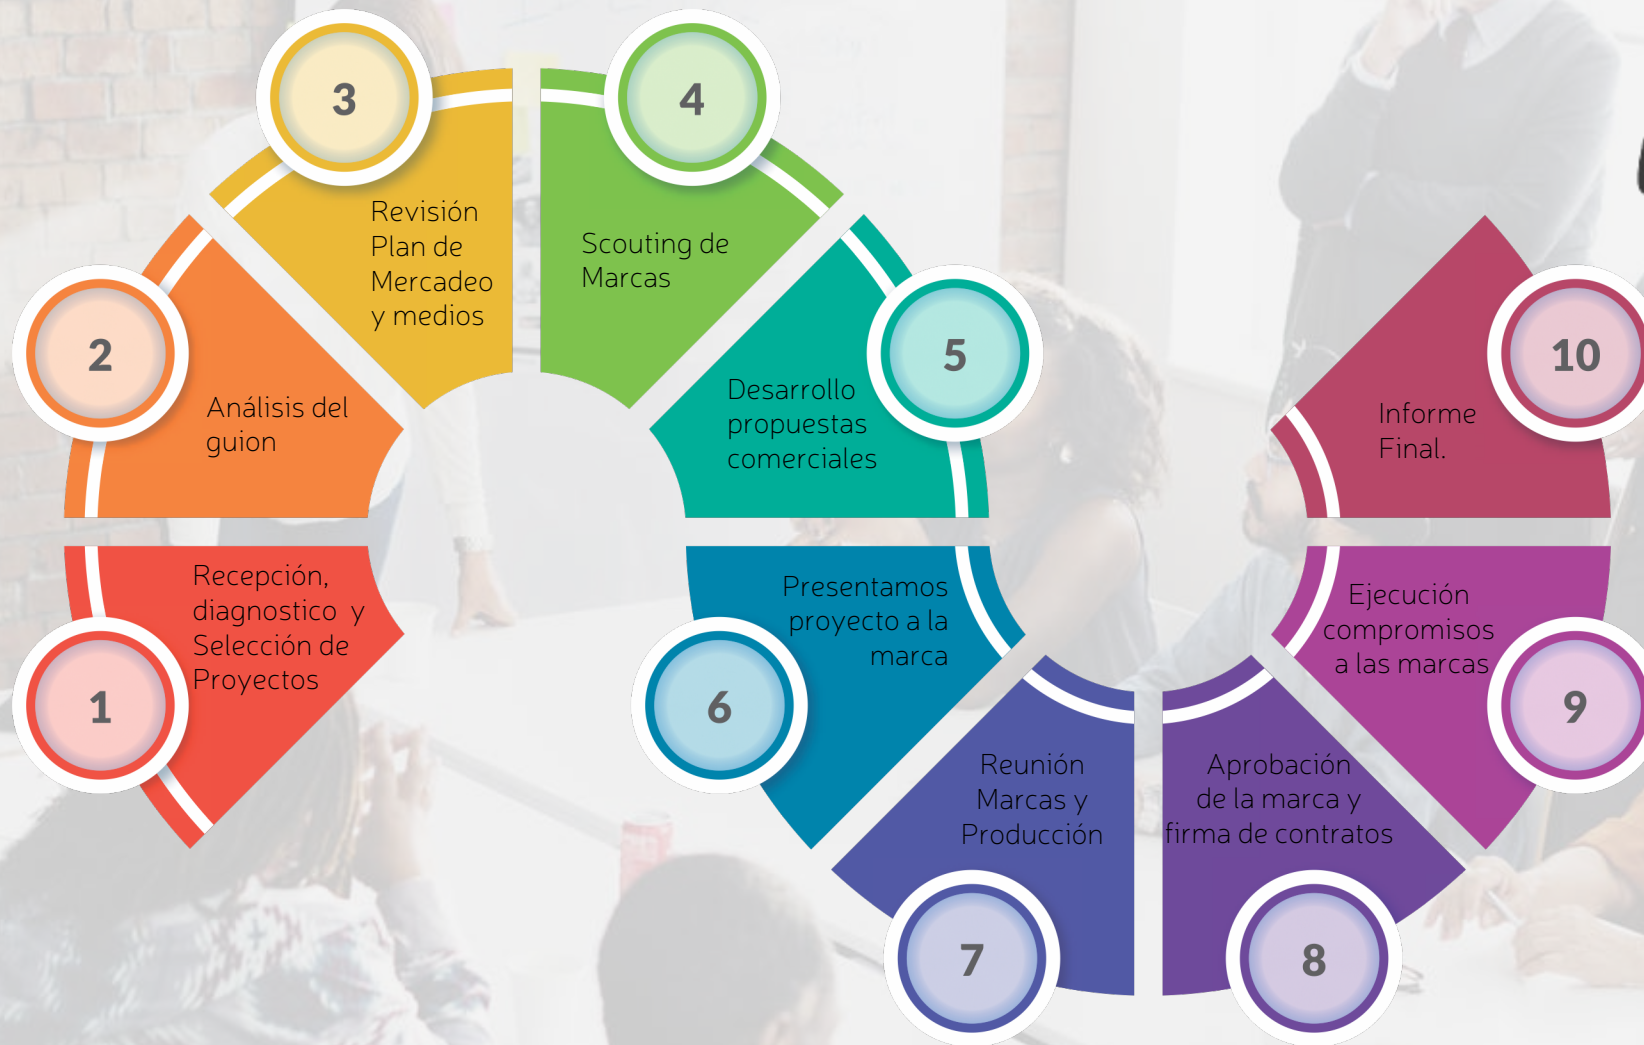 1
Recepción,
diagnostico y
Selección de
Proyectos
2
Análisis del
guion
3
Revisión
Plan de
Mercadeo
y medios
4
Scouting de
Marcas
5
Desarrollo
propuestas
comerciales
6
Presentamos
proyecto a la
marca
7
Reunión
Marcas y
Producción
8
Aprobación
de la marca y
firma de contratos
9
Ejecución
compromisos
a las marcas
10
Informe
Final.